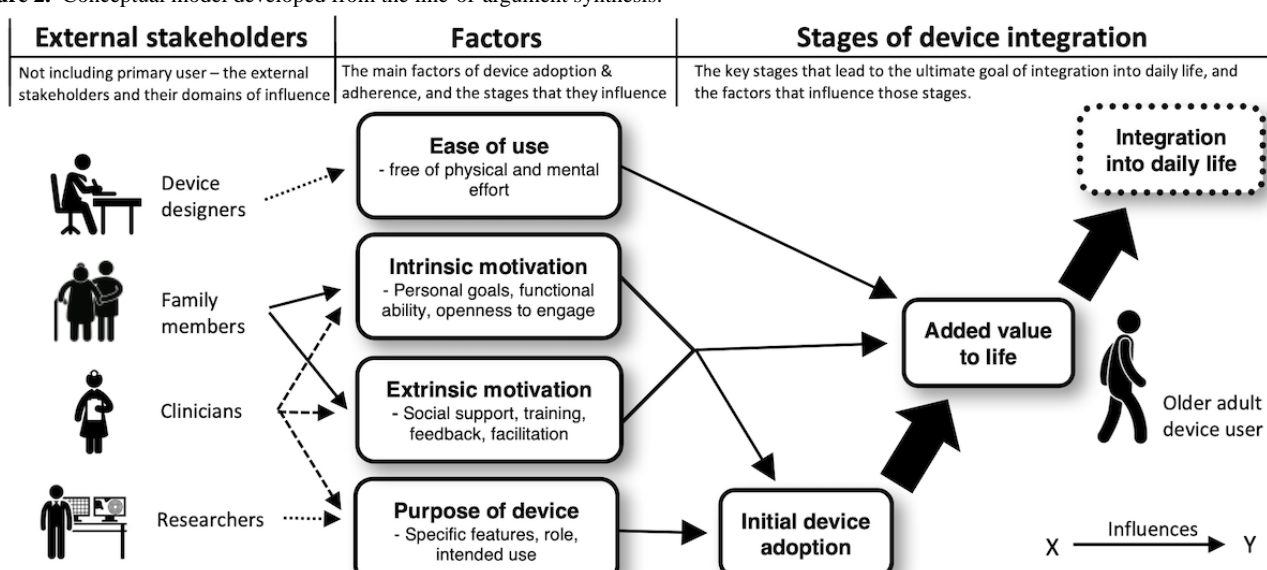 Conceptual model developed from the line-of-argument synthesis.
External stakeholders
Not including primary user – the external
stakeholders and their domains of influence
Factors
The main factors of device adoption &
adherence, and the stages that they influence
Stages of device integration
The key stages that lead to the ultimate goal of integration into daily life, and
the factors that influence those stages.
Device
designers
Family
members
Clinicians
Researchers
Ease of use
- free of physical and mental
effort
Intrinsic motivation
- Personal goals, functional
ability, openness to engage
Extrinsic motivation
- Social support, training,
feedback, facilitation
Purpose of device
- Specific features, role,
intended use
Initial device
adoption
Added value
to life
Integration
into daily life
Older adult
device user
X Influences Y